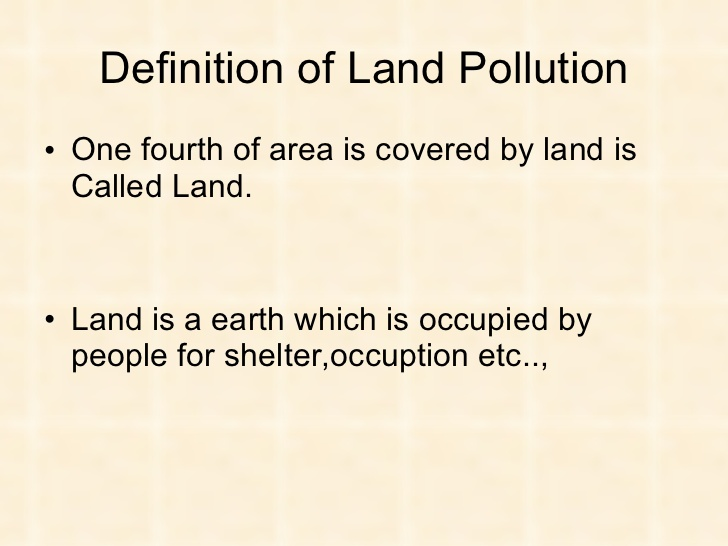 Definition of Land Pollution
• One fourth of area is covered by land is
Called Land.
• Land is a earth which is occupied by
people for shelter,occuption etc..,